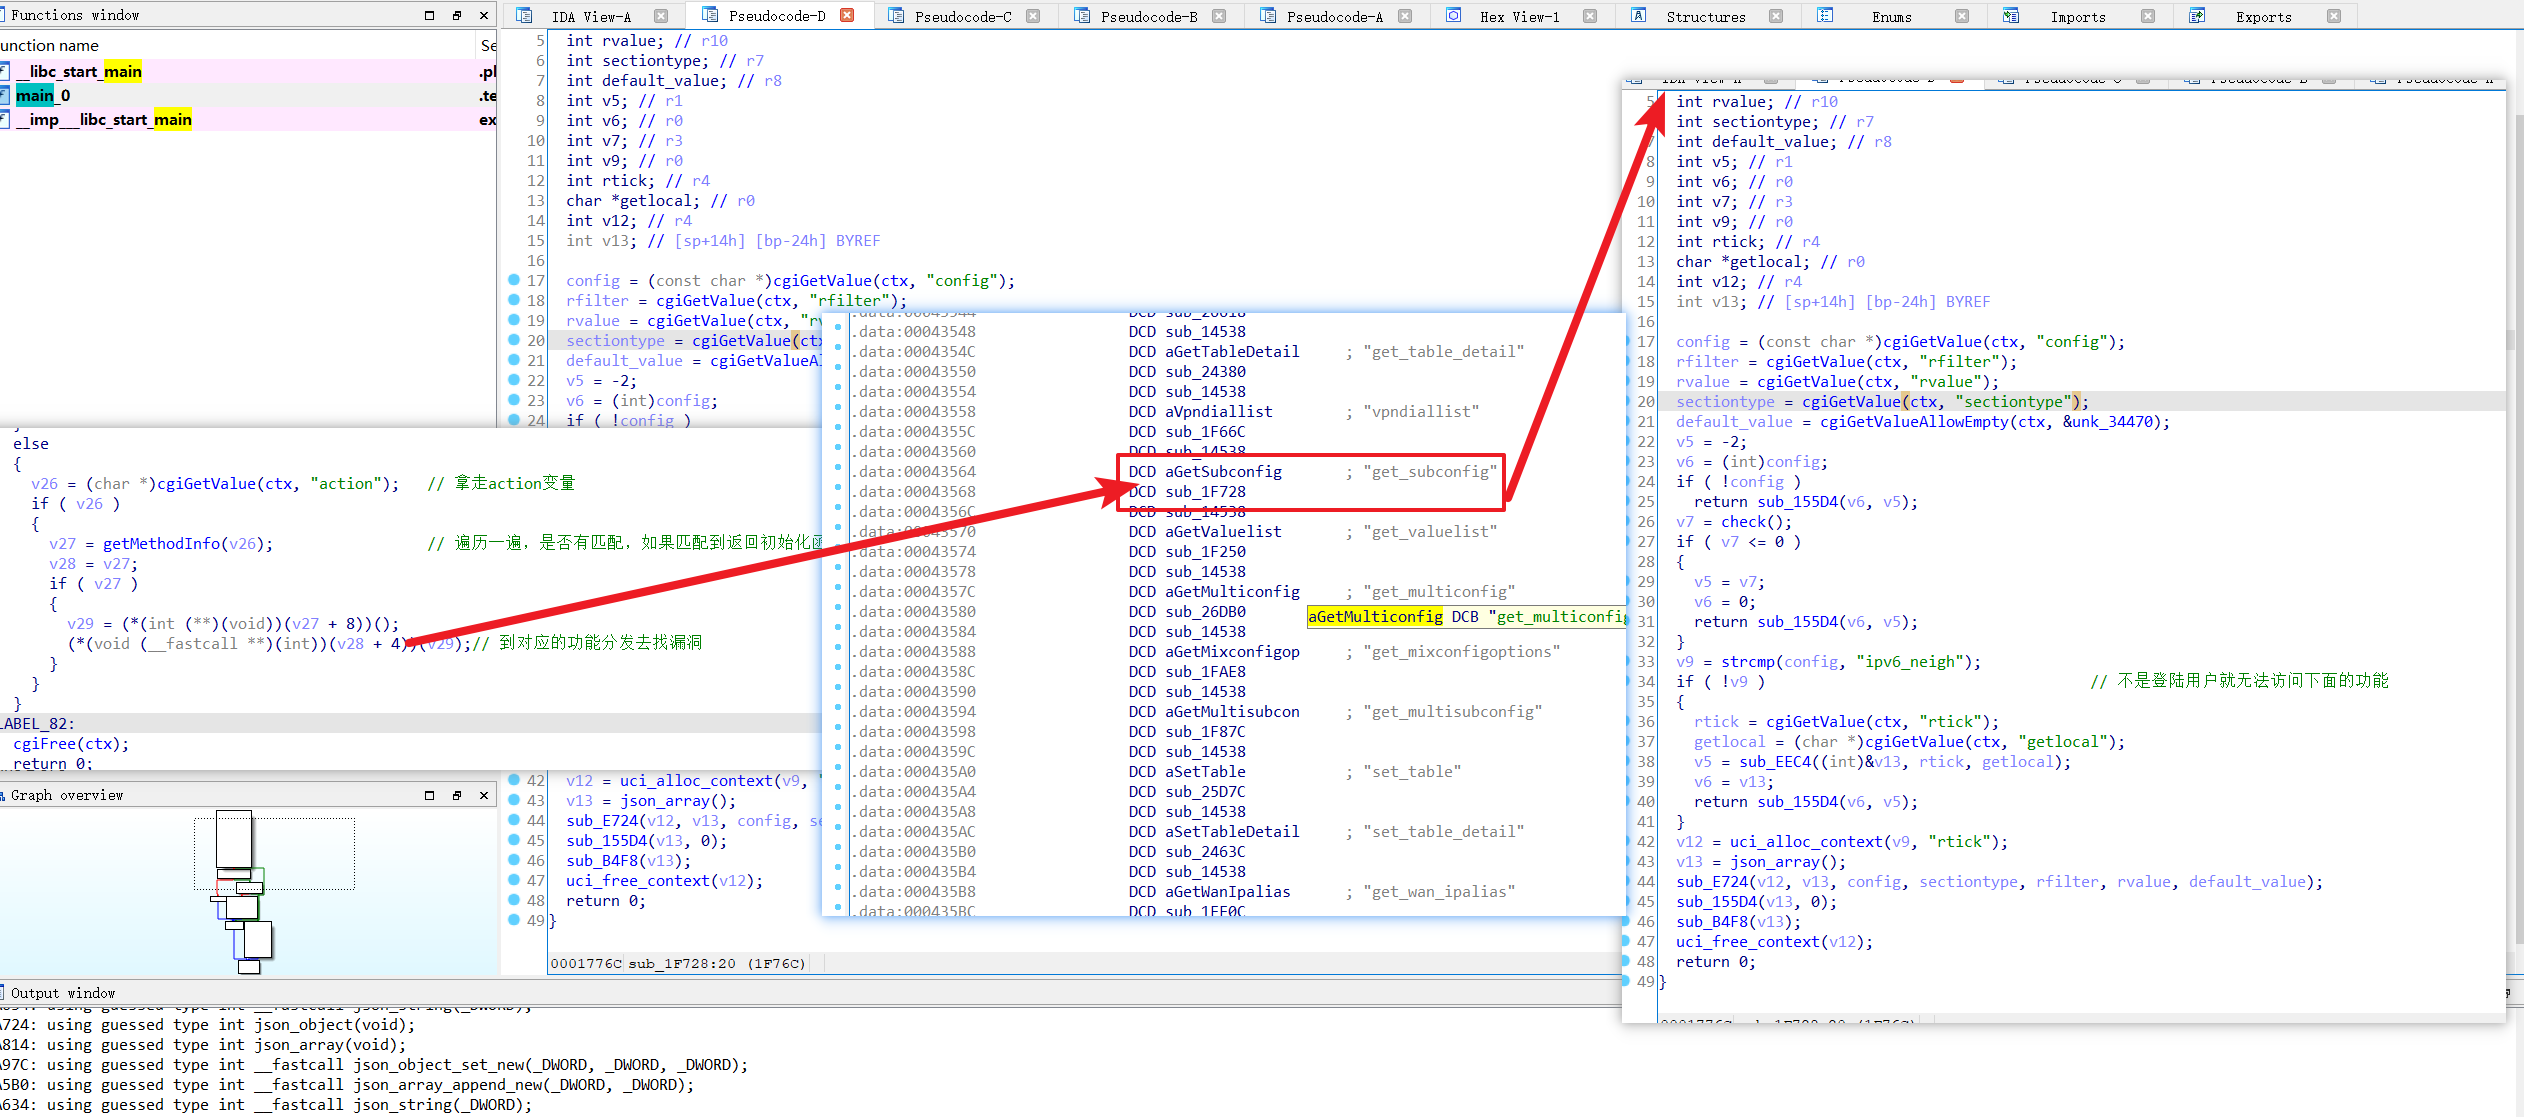 Functions window
IDA View-A
Pseudocode-D
Pseudocode-C
Pseudocode-B
Pseudocode-A
Hex View-1
Structures
Enums
Imports
Exports
unction name
Se
__libc_start_main
.pl
main_0
.te
__imp___libc_start_main
ex
5 int rvalue; // r10
6 int sectiontype; // r7
7 int default_value; // r8
8 int v5; // r1
9 int v6; // r0
10 int v7; // r3
11 int v9; // r0
12 int rtick; // r4
13 char *getlocal; // r0
14 int v12; // r4
15 int v13; // [sp+14h] [bp-24h] BYREF
16
17 config = (const char *)cgiGetValue(ctx, "config");
18 rfilter = cgiGetValue(ctx, "rfilter");
19 rvalue = cgiGetValue(ctx, "rv
20 sectiontype = cgiGetValue(ctx
21 default_value = cgiGetValueAl
22 v5 = -2;
23 v6 = (int)config;
24 if ( !config )
else
{
v26 = (char *)cgiGetValue(ctx, "action"); // 拿走action变量
if ( v26 )
{
v27 = getMethodInfo(v26); // 遍历一遍，是否有匹配，如果匹配到返回初始化函
v28 = v27;
if ( v27 )
{
v29 = (*(int (**)(void))(v27 + 8))();
(*(void (__fastcall **)(int))(v28 + 4))(v29);// 到对应的功能分发去找漏洞
}
}
}
LABEL_82:
cgiFree(ctx);
return 0;
Graph overview
42 v12 = uci_alloc_context(v9, "
43 v13 = json_array();
44 sub_E724(v12, v13, config, se
45 sub_155D4(v13, 0);
46 sub_B4F8(v13);
47 uci_free_context(v12);
48 return 0;
49 }
0001776C sub_1F728:20 (1F76C)
.data:00043544 DCD sub_26618
.data:00043548 DCD sub_14538
.data:0004354C DCD aGetTableDetail ; "get_table_detail"
.data:00043550 DCD sub_24380
.data:00043554 DCD sub_14538
.data:00043558 DCD aVpndiallist ; "vpndiallist"
.data:0004355C DCD sub_1F66C
.data:00043560 DCD sub_14538
.data:00043564 DCD aGetSubconfig ; "get_subconfig"
.data:00043568 DCD sub_1F728
.data:0004356C DCD sub_14538
.data:00043570 DCD aGetValuelist ; "get_valuelist"
.data:00043574 DCD sub_1F250
.data:00043578 DCD sub_14538
.data:0004357C DCD aGetMulticonfig ; "get_multiconfig"
.data:00043580 DCD sub_26DB0
aGetMulticonfig DCB "get_multiconfig
.data:00043584 DCD sub_14538
.data:00043588 DCD aGetMixconfigop ; "get_mixconfigoptions"
.data:0004358C DCD sub_1FAE8
.data:00043590 DCD sub_14538
.data:00043594 DCD aGetMultisubcon ; "get_multisubconfig"
.data:00043598 DCD sub_1F87C
.data:0004359C DCD sub_14538
.data:000435A0 DCD aSetTable ; "set_table"
.data:000435A4 DCD sub_25D7C
.data:000435A8 DCD sub_14538
.data:000435AC DCD aSetTableDetail ; "set_table_detail"
.data:000435B0 DCD sub_2463C
.data:000435B4 DCD sub_14538
.data:000435B8 DCD aGetWanIpalias ; "get_wan_ipalias"
.data:000435BC DCD sub_1EE0C
5 int rvalue; // r10
int sectiontype; // r7
7 int default_value; // r8
8 int v5; // r1
9 int v6; // r0
10 int v7; // r3
11 int v9; // r0
12 int rtick; // r4
13 char *getlocal; // r0
14 int v12; // r4
15 int v13; // [sp+14h] [bp-24h] BYREF
16
17 config = (const char *)cgiGetValue(ctx, "config");
18 rfilter = cgiGetValue(ctx, "rfilter");
19 rvalue = cgiGetValue(ctx, "rvalue");
20 sectiontype = cgiGetValue(ctx, "sectiontype");
21 default_value = cgiGetValueAllowEmpty(ctx, &unk_34470);
22 v5 = -2;
23 v6 = (int)config;
24 if ( !config )
25 return sub_155D4(v6, v5);
26 v7 = check();
27 if ( v7 <= 0 )
28 {
29 v5 = v7;
30 v6 = 0;
31 return sub_155D4(v6, v5);
32 }
33 v9 = strcmp(config, "ipv6_neigh");
34 if ( !v9 ) // 不是登陆用户就无法访问下面的功能
35 {
36 rtick = cgiGetValue(ctx, "rtick");
37 getlocal = (char *)cgiGetValue(ctx, "getlocal");
38 v5 = sub_EEC4((int)&v13, rtick, getlocal);
39 v6 = v13;
40 return sub_155D4(v6, v5);
41 }
42 v12 = uci_alloc_context(v9, "rtick");
43 v13 = json_array();
44 sub_E724(v12, v13, config, sectiontype, rfilter, rvalue, default_value);
45 sub_155D4(v13, 0);
46 sub_B4F8(v13);
47 uci_free_context(v12);
48 return 0;
49 }
Output window
A724: using guessed type int json_object(void);
A814: using guessed type int json_array(void);
A97C: using guessed type int __fastcall json_object_set_new(_DWORD, _DWORD, _DWORD);
A5B0: using guessed type int __fastcall json_array_append_new(_DWORD, _DWORD);
A634: using guessed type int __fastcall json_string(_DWORD);